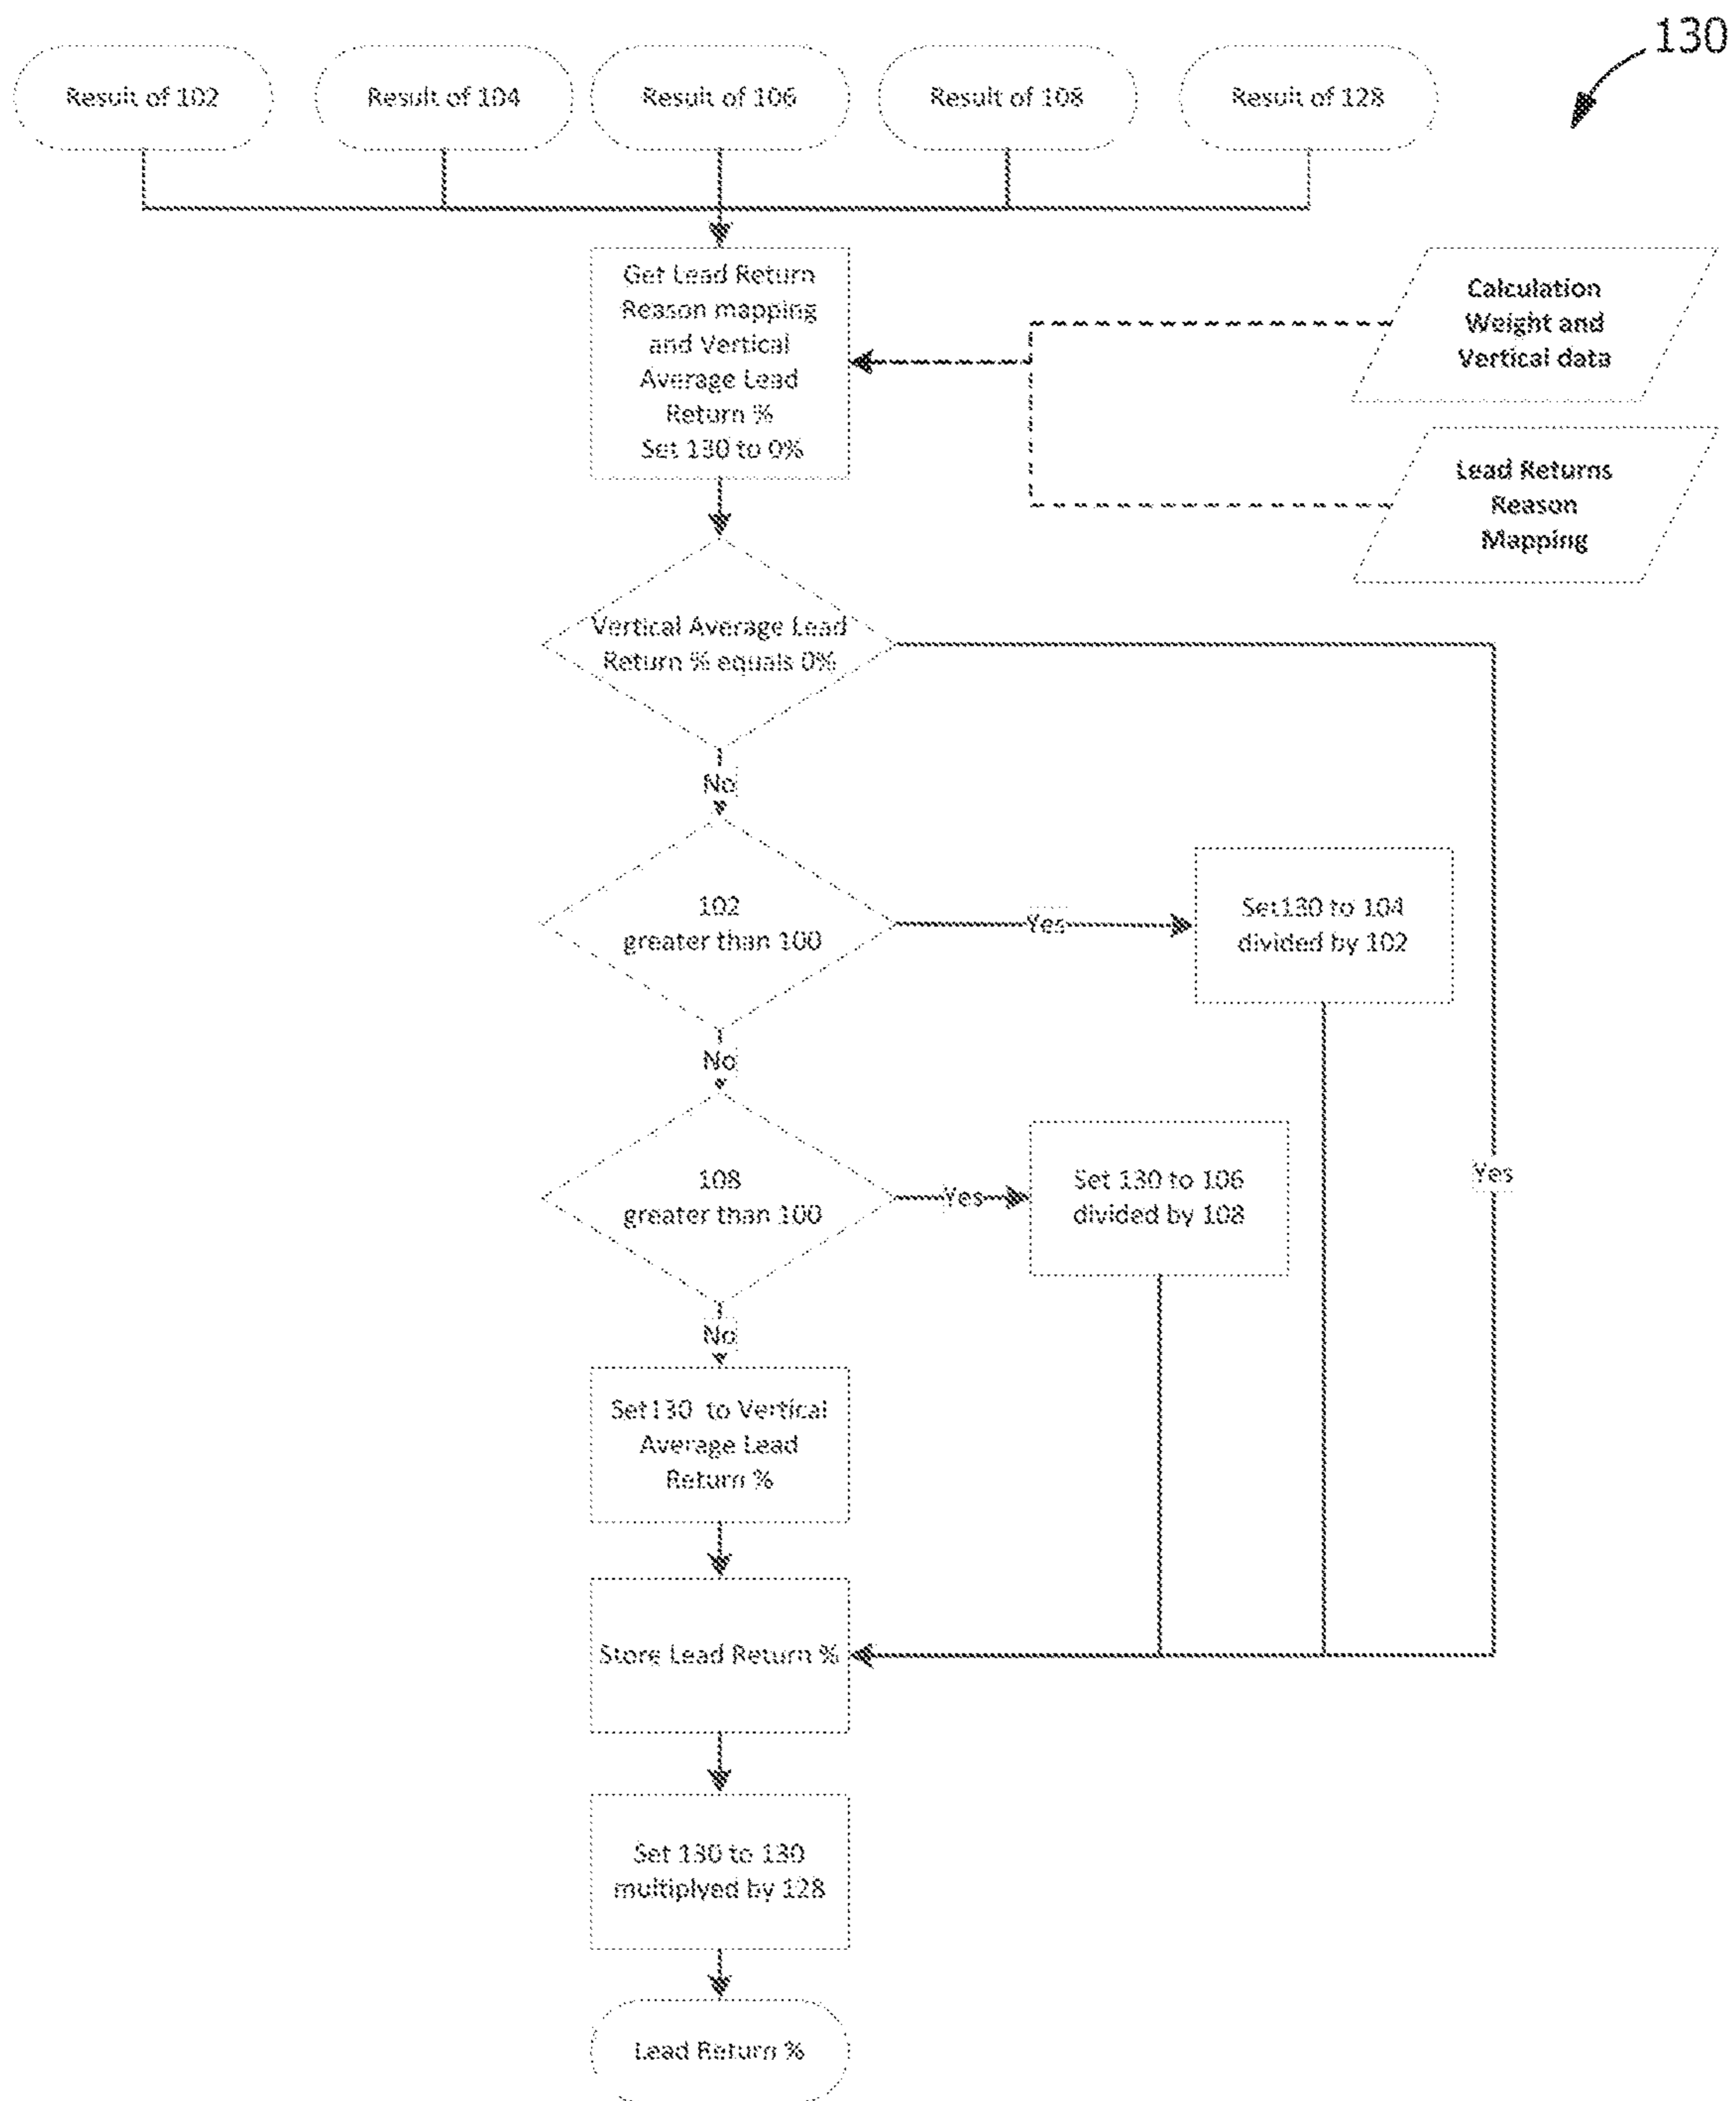 130
Result of 102
Result of 104
Result of 106
Result of 108
Result of 128
Get Lead Return
Reason mapping
and Vertical
Average Lead
Return %
Set 130 to 0%
Calculation
Weight and
Vertical data
Lead Returns
Reason
Mapping
Vertical Average Lead
Return % equals 0%
No
102
greater than 100
Yes
Set130 to 104
divided by 102
No
108
greater than 100
Yes
Set 130 to 106
divided by 108
Yes
No
Set130 to Vertical
Average Lead
Return %
Store Lead Return %
Set 130 to 130
multiplyed by 128
Lead Return %